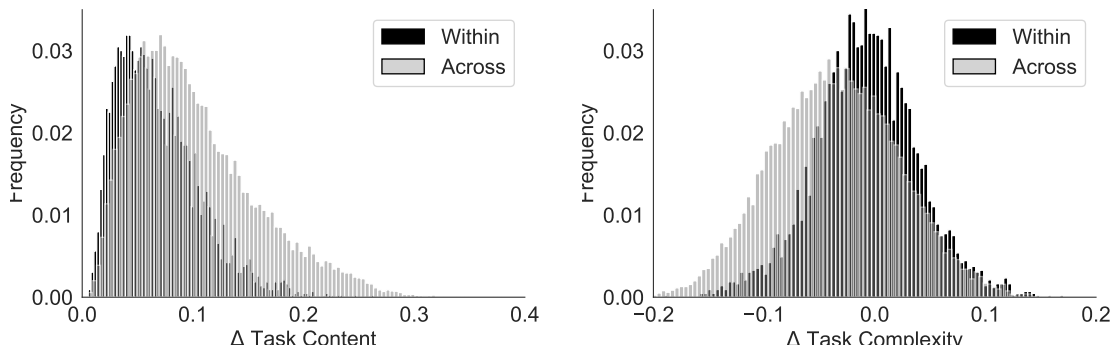 Frequency
0.03
0.02
0.01
0.00
Within
Across
0.0 0.1 0.2 0.3 0.4
Δ Task Content
Frequency
0.03
0.02
0.01
0.00
Within
Across
−0.2 −0.1 0.0 0.1 0.2
Δ Task Complexity